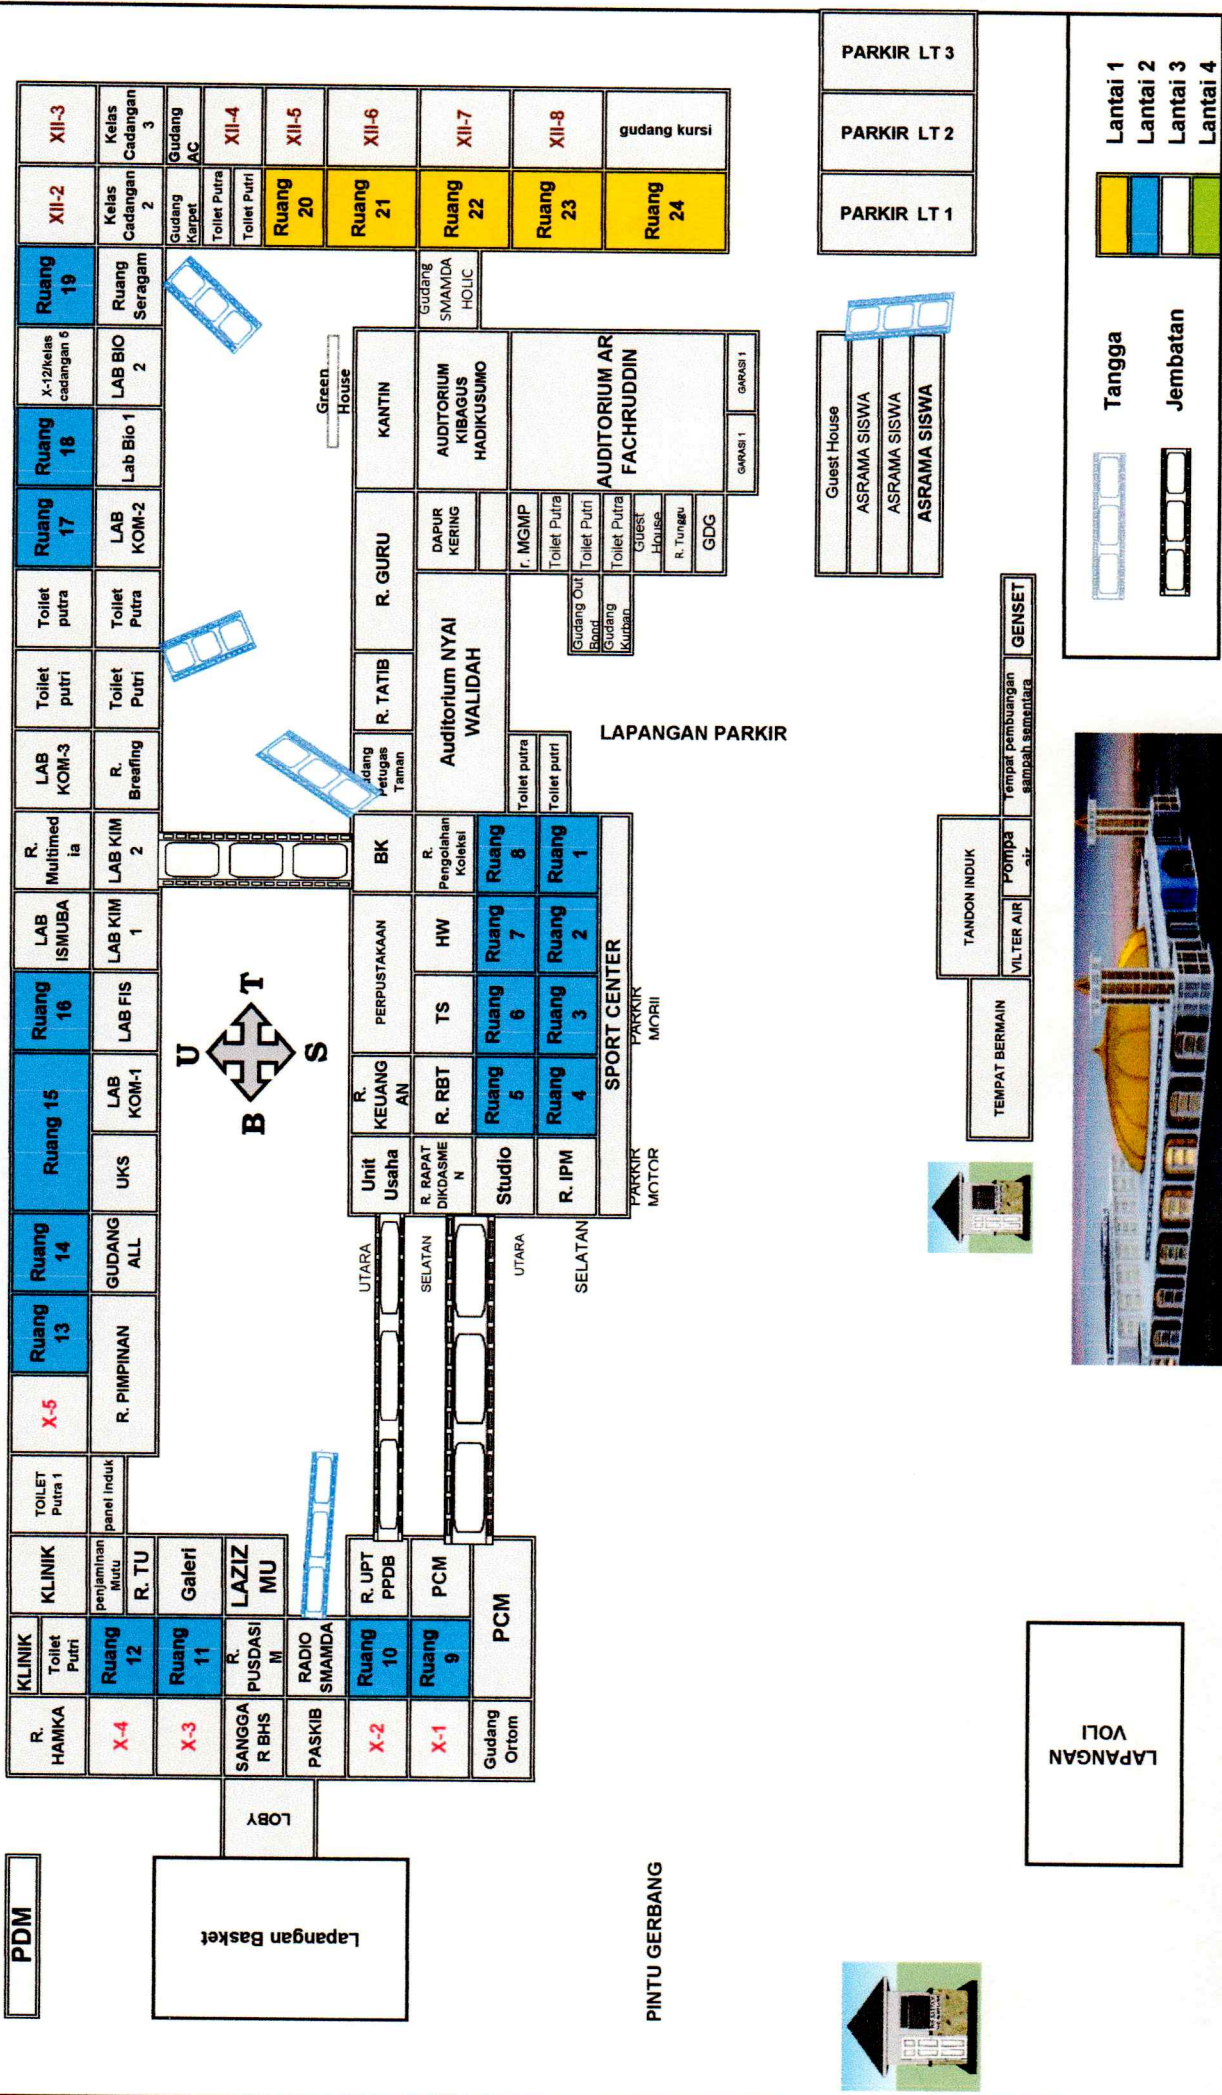 PDM
R.
HAMKA
KLINIK
Toilet
Putri
KLINIK
TOILET
Putra 1
X-5
Ruang
13
Ruang
14
Ruang 15
Ruang
16
LAB
ISMUBA
R.
Multimed
ia
LAB
KOM-3
Toilet
putri
Toilet
putra
Ruang
17
Ruang
18
X-12/kelas
cadangan 5
Ruang
19
XII-2
XII-3
X-4
Ruang
12
penjaminan
Mutu
R. TU
panel induk
R. PIMPINAN
GUDANG
ALL
UKS
LAB
KOM-1
LAB FIS
LAB KIM
1
LAB KIM
2
R.
Breafing
Toilet
Putri
Toilet
Putra
LAB
KOM-2
Lab Bio 1
LAB BIO
2
Ruang
Seragam
Kelas
Cadangan
2
Kelas
Cadangan
3
Gudang
Karpet
Gudang
AC
Toilet Putra
Toilet Putri
XII-4
X-3
Ruang
11
Galeri
SANGGA
R BHS
R.
PUSDASI
M
LAZIZ
MU
PASKIB
RADIO
SMAMDA
LOBY
Lapangan Basket
U
B
T
S
Green
House
Ruang
20
XII-5
Ruang
21
XII-6
Ruang
22
XII-7
Ruang
23
XII-8
Ruang
24
gudang kursi
X-2
Ruang
10
R. UPT
PPDB
UTARA
Unit
Usaha
R.
KEUANG
AN
PERPUSTAKAAN
BK
Petugas
Taman
R. TATIB
R. GURU
KANTIN
X-1
Ruang
9
PCM
SELATAN
R. RAPAT
DIKDASME
N
R. RBT
TS
HW
R.
Pengolahan
Koleksi
Auditorium NYAI
WALIDAH
DAPUR
KERING
AUDITORIUM
KIBAGUS
HADIKUSUMO
Gudang
SMAMDA
HOLIC
Gudang
Ortom
PCM
UTARA
Studio
Ruang
5
Ruang
6
Ruang
7
Ruang
8
Toilet putra
r. MGMP
AUDITORIUM AR
FACHRUDDIN
SELATAN
R. IPM
Ruang
4
Ruang
3
Ruang
2
Ruang
1
Toilet putri
Toilet Putra
Toilet Putri
Gudang Out
Bond
Toilet Putra
Gudang
Kurban
Guest
House
R. Tunggu
GDG
GARASI 1
GARASI 1
SPORT CENTER
PARKIR
MOTOR
PARKIR
MOBIL
LAPANGAN PARKIR
PINTU GERBANG
Guest House
ASRAMA SISWA
ASRAMA SISWA
ASRAMA SISWA
PARKIR LT 1
PARKIR LT 2
PARKIR LT 3
TEMPAT BERMAIN
TANDON INDUK
VILTER AIR
Pompa
air
Tempat pembuangan
sampah sementara
GENSET
LAPANGAN
VOLI
Tangga
Jembatan
Lantai 1
Lantai 2
Lantai 3
Lantai 4